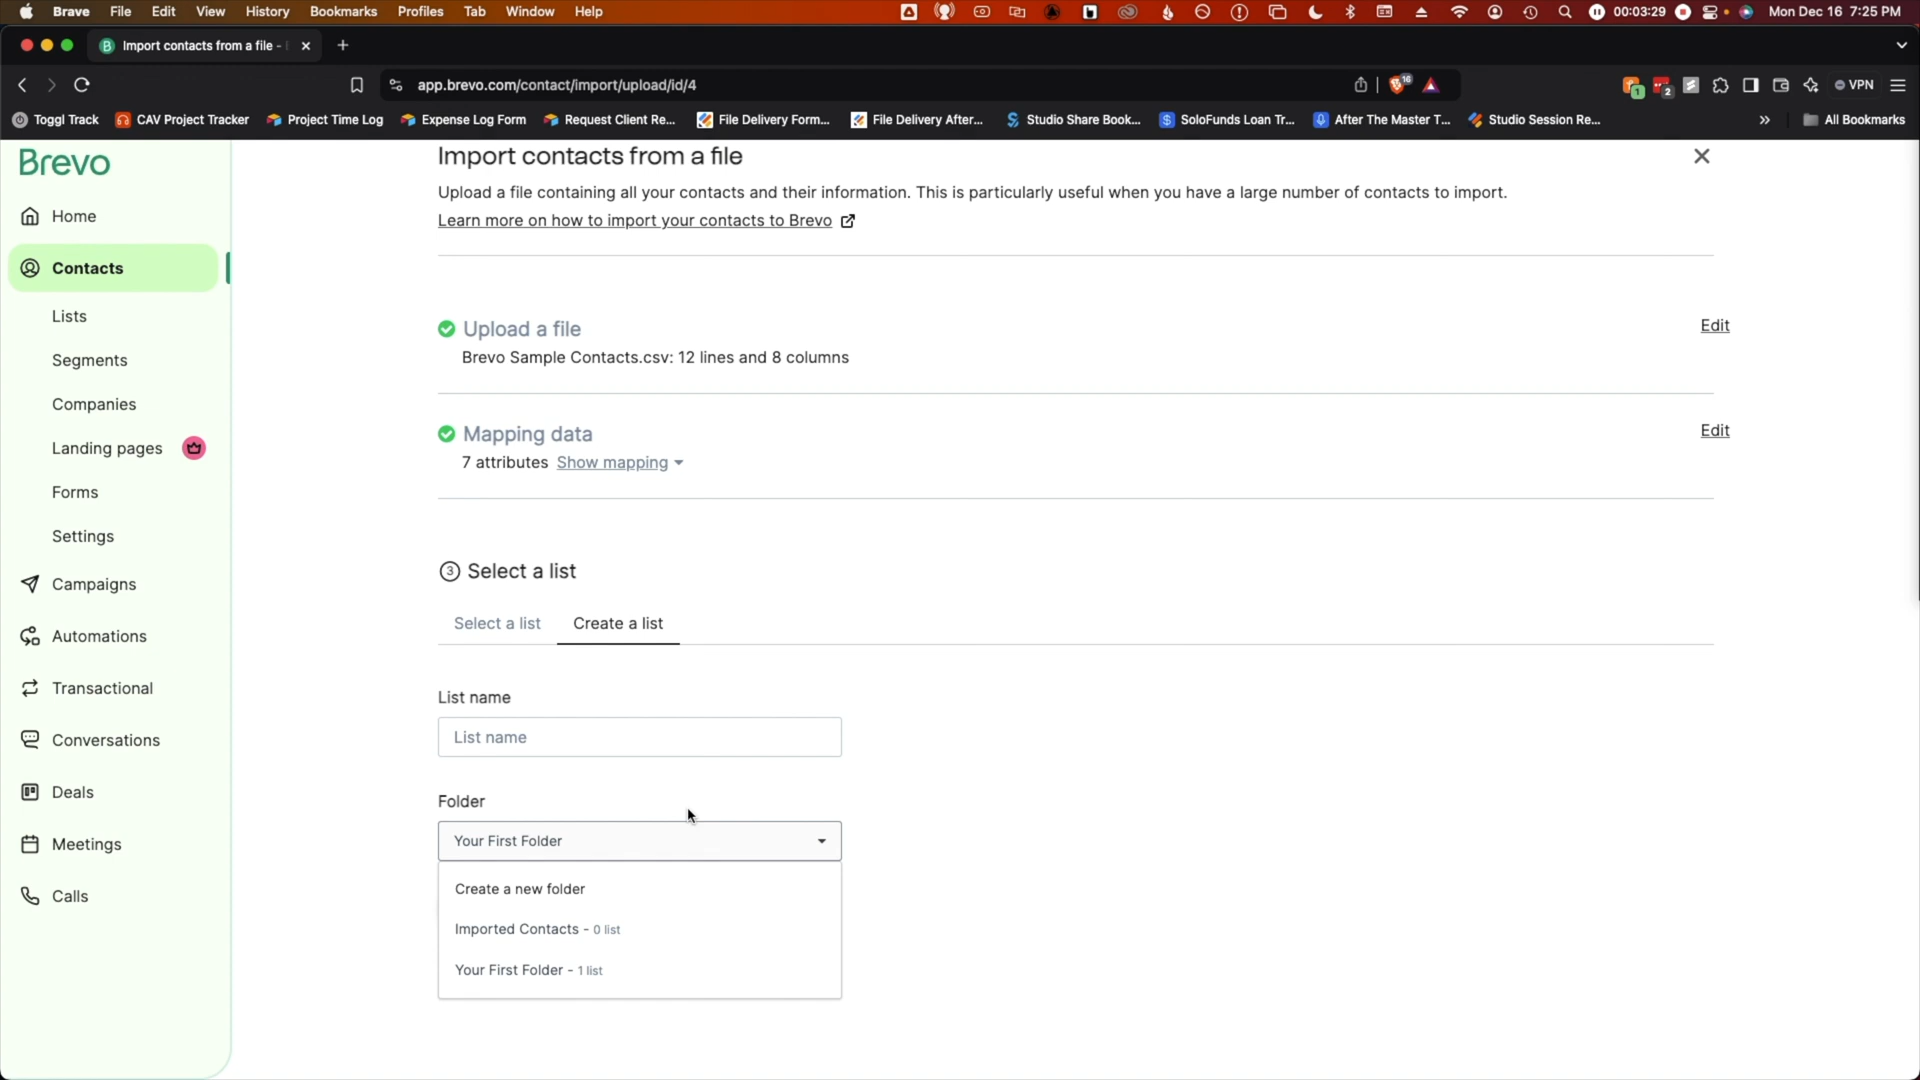 Brave File Edit View History Bookmarks Profiles Tab Window Help 00:03:29 Mon Dec 16 7:25 PM
Import contacts from a file -
app.brevo.com/contact/import/upload/id/4 16 1 2 VPN
Toggl Track CAV Project Tracker Project Time Log Expense Log Form Request Client Re... File Delivery Form... File Delivery After... Studio Share Book... SoloFunds Loan Tr... After The Master T... Studio Session Re... » All Bookmarks
Brevo
Home
Contacts
Lists
Segments
Companies
Landing pages
Forms
Settings
Campaigns
Automations
Transactional
Conversations
Deals
Meetings
Calls
Import contacts from a file
Upload a file containing all your contacts and their information. This is particularly useful when you have a large number of contacts to import.
Learn more on how to import your contacts to Brevo
Upload a file Edit
Brevo Sample Contacts.csv: 12 lines and 8 columns
Mapping data Edit
7 attributes Show mapping
3 Select a list
Select a list Create a list
List name
List name
Folder
Your First Folder
Create a new folder
Imported Contacts - 0 list
Your First Folder - 1 list